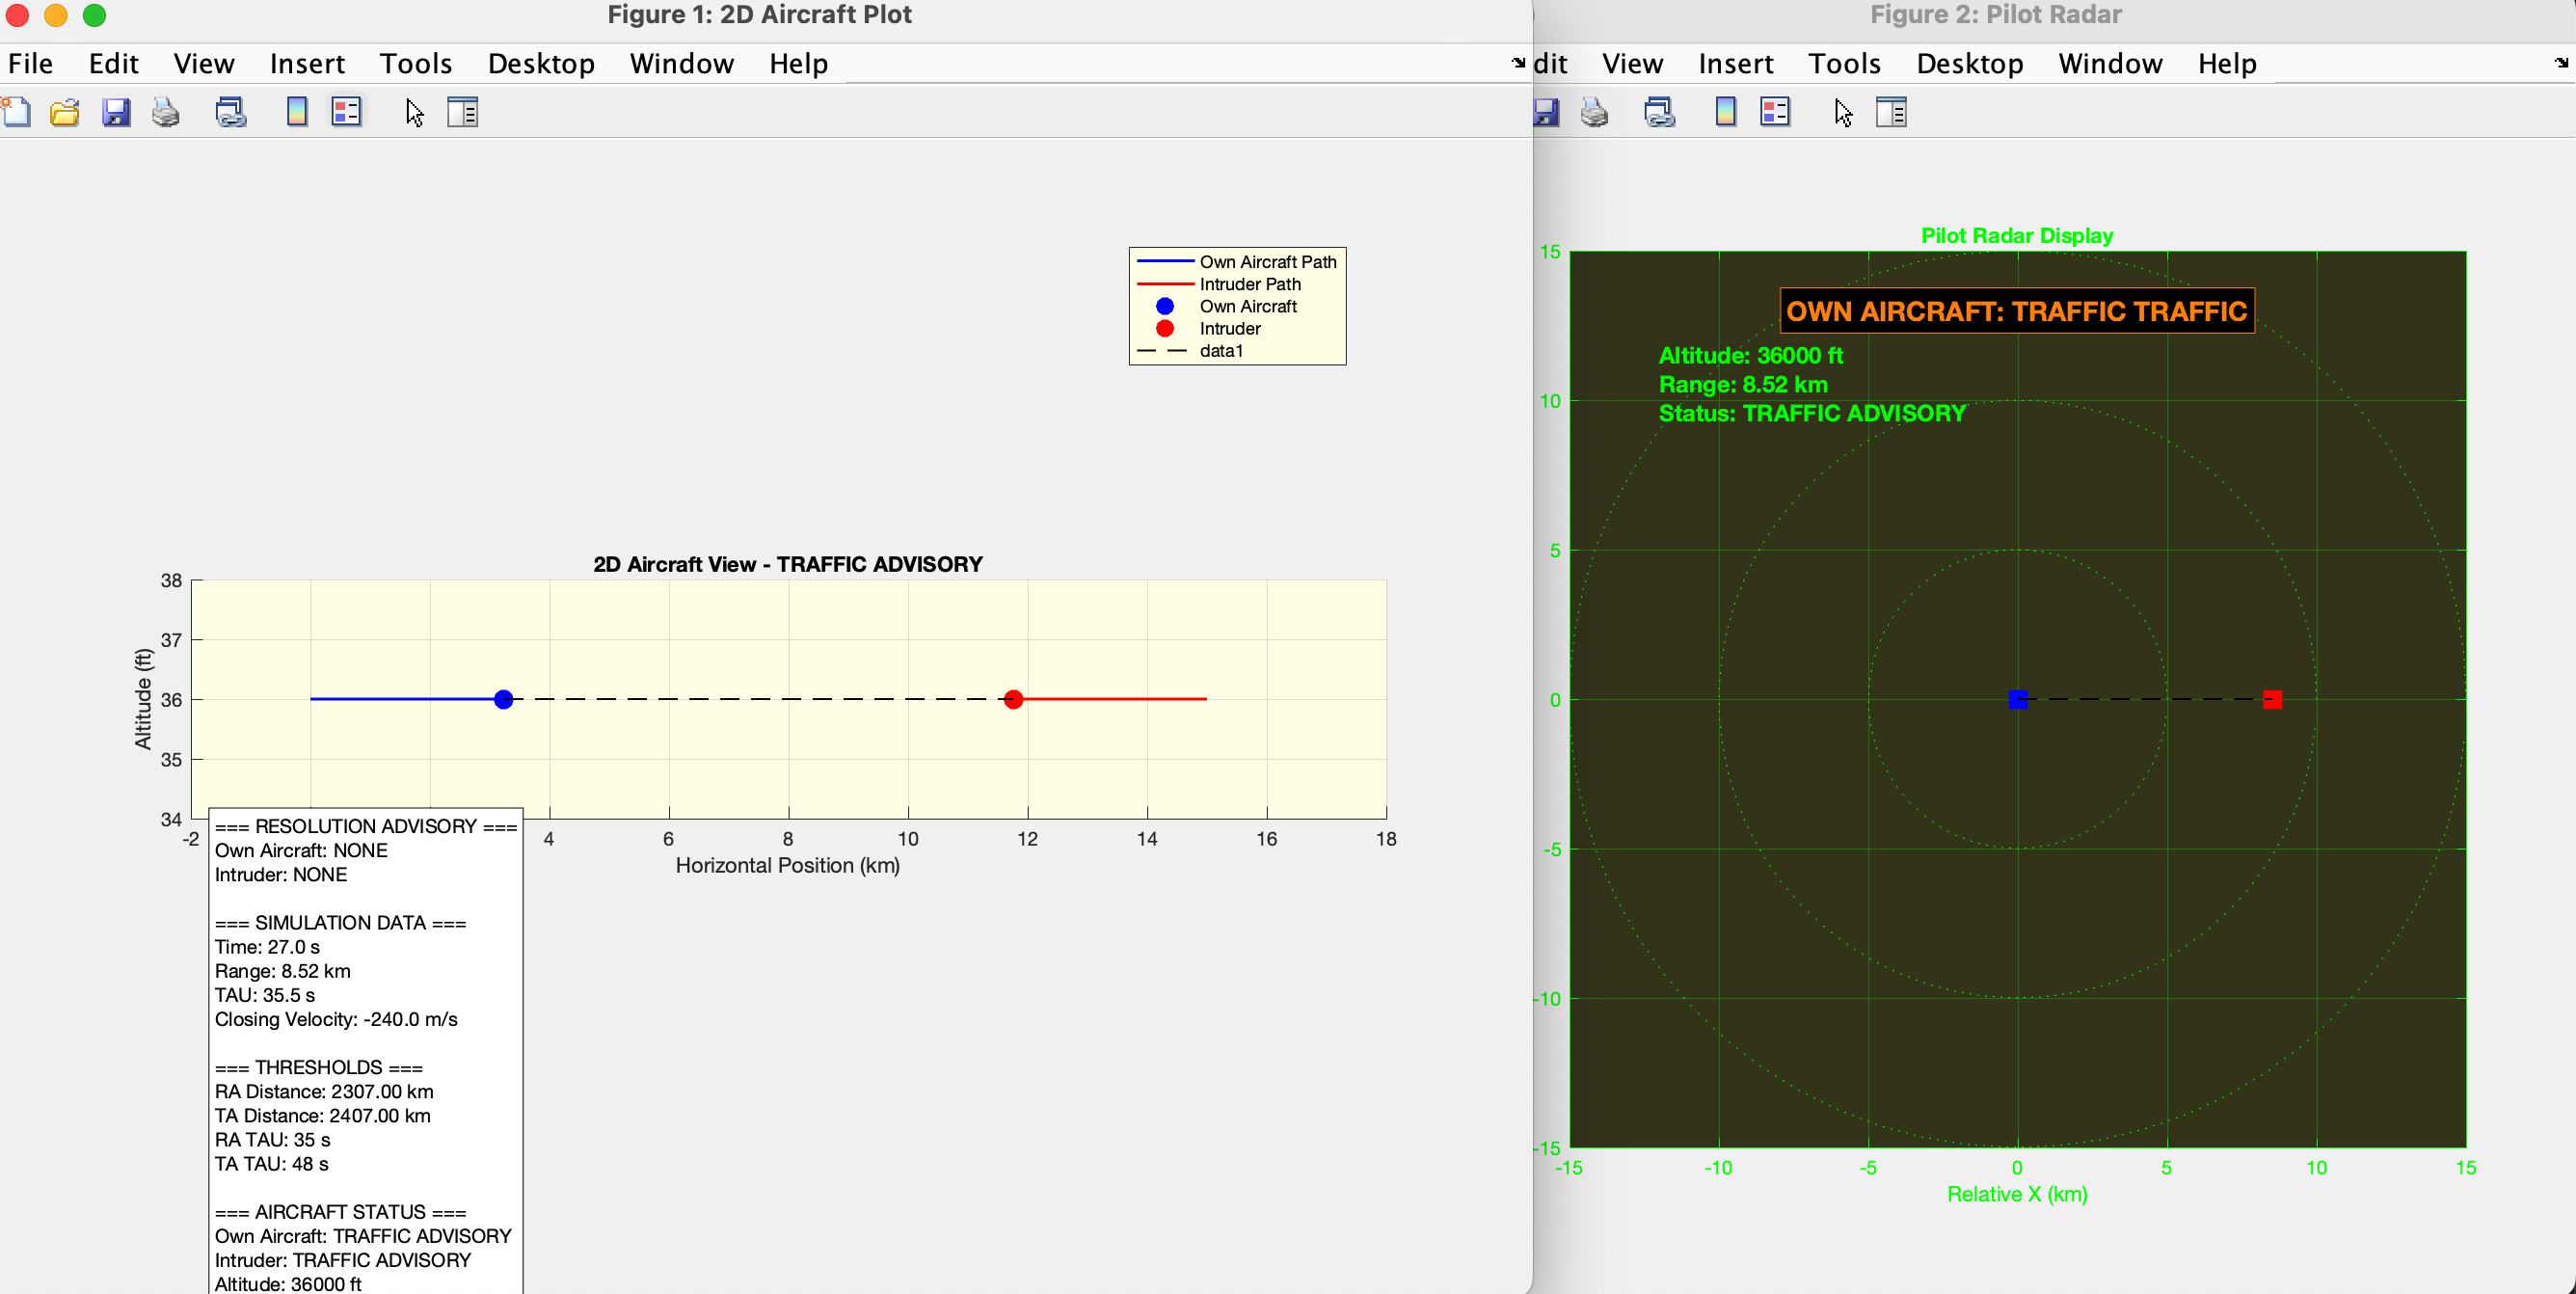 Figure 1: 2D Aircraft Plot
File Edit View Insert Tools Desktop Window Help
Own Aircraft Path
Intruder Path
Own Aircraft
Intruder
data1
2D Aircraft View - TRAFFIC ADVISORY
38
37
36
35
34
Altitude (ft)
-2 4 6 8 10 12 14 16 18
Horizontal Position (km)
=== RESOLUTION ADVISORY ===
Own Aircraft: NONE
Intruder: NONE
=== SIMULATION DATA ===
Time: 27.0 s
Range: 8.52 km
TAU: 35.5 s
Closing Velocity: -240.0 m/s
=== THRESHOLDS ===
RA Distance: 2307.00 km
TA Distance: 2407.00 km
RA TAU: 35 s
TA TAU: 48 s
=== AIRCRAFT STATUS ===
Own Aircraft: TRAFFIC ADVISORY
Intruder: TRAFFIC ADVISORY
Altitude: 36000 ft
Figure 2: Pilot Radar
dit View Insert Tools Desktop Window Help
Pilot Radar Display
OWN AIRCRAFT: TRAFFIC TRAFFIC
Altitude: 36000 ft
Range: 8.52 km
Status: TRAFFIC ADVISORY
15
10
5
0
-5
-10
-15
-15 -10 -5 0 5 10 15
Relative X (km)